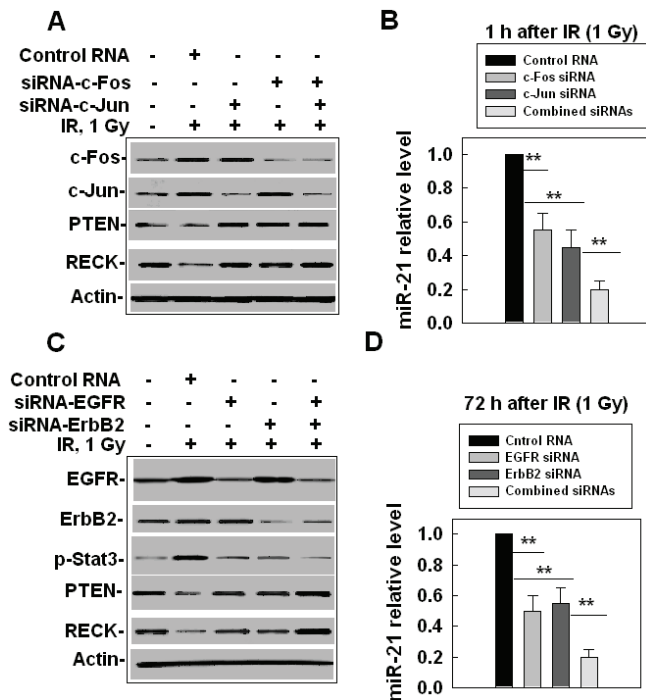 A
Control RNA - + - - -
siRNA-c-Fos - - - + +
siRNA-c-Jun - - + - +
IR, 1 Gy - + + + +
c-Fos-
c-Jun-
PTEN-
RECK-
Actin-
B
1 h after IR (1 Gy)
Control RNA
c-Fos siRNA
c-Jun siRNA
Combined siRNAs
miR-21 relative level
1.0
0.8
0.6
0.4
0.2
0.0
**
**
**
C
Control RNA - + - - -
siRNA-EGFR - - + - +
siRNA-ErbB2 - - - + +
IR, 1 Gy - + + + +
EGFR-
ErbB2-
p-Stat3-
PTEN-
RECK-
Actin-
D
72 h after IR (1 Gy)
Cntrol RNA
EGFR siRNA
ErbB2 siRNA
Combined siRNAs
miR-21 relative level
1.0
0.8
0.6
0.4
0.2
0.0
**
**
**